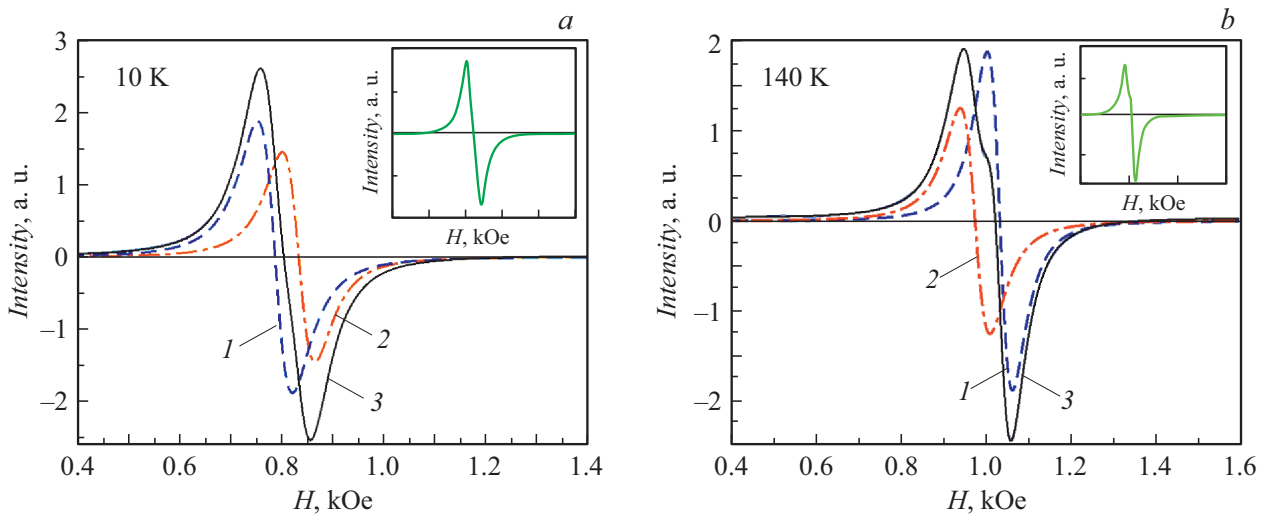 a
3
2
1
0
–1
–2
Intensity, a. u.
10 K
Intensity, a. u.
H, kOe
1
2
3
0.4 0.6 0.8 1.0 1.2 1.4
H, kOe
b
2
1
0
–1
–2
Intensity, a. u.
140 K
Intensity, a. u.
H, kOe
2
1
3
0.4 0.6 0.8 1.0 1.2 1.4 1.6
H, kOe